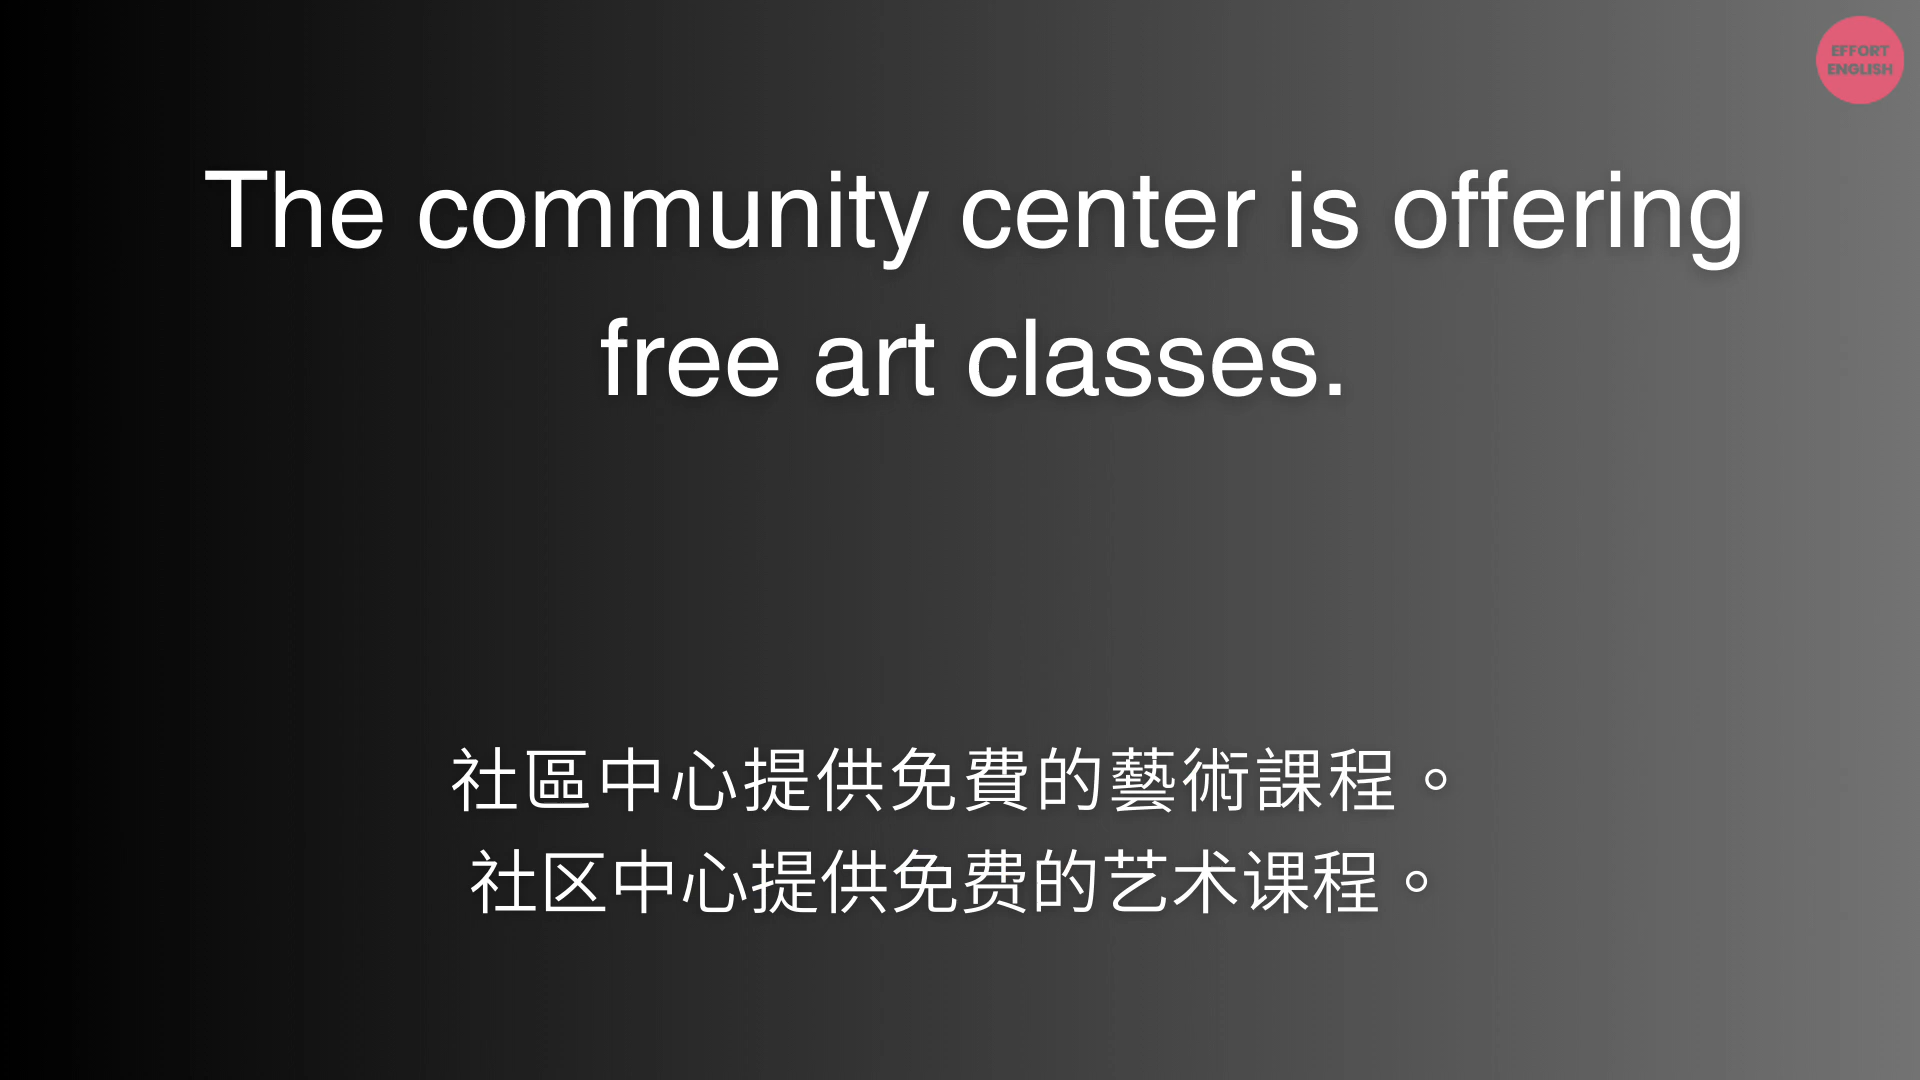 EFFORT
ENGLISH
The community center is offering
free art classes.
社區中心提供免費的藝術課程。
社区中心提供免费的艺术课程。